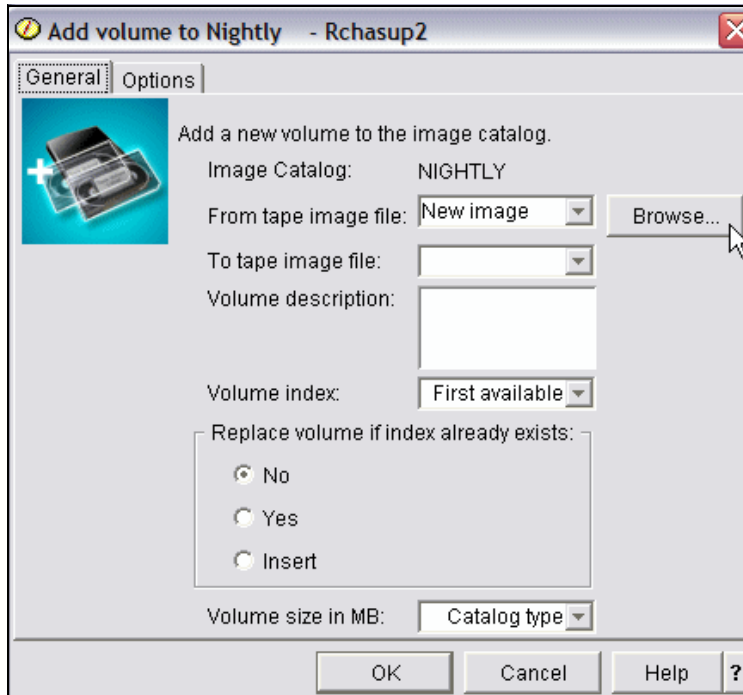 Add volume to Nightly - Rchasup2
General Options
Add a new volume to the image catalog.
Image Catalog: NIGHTLY
From tape image file: New image Browse...
To tape image file:
Volume description:
Volume index: First available
Replace volume if index already exists:
No
Yes
Insert
Volume size in MB: Catalog type
OK Cancel Help ?